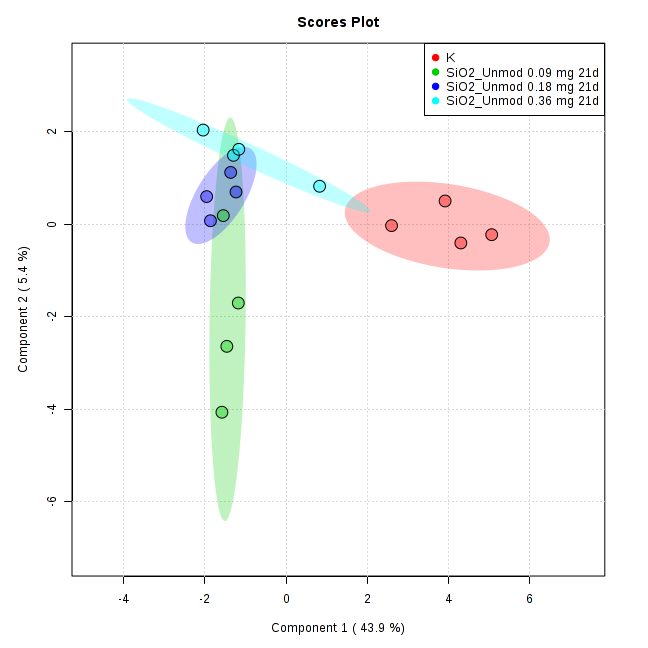 Scores Plot
K
SiO2_Unmod 0.09 mg 21d
SiO2_Unmod 0.18 mg 21d
SiO2_Unmod 0.36 mg 21d
2
0
-2
-4
-6
Component 2 ( 5.4 %)
-4 -2 0 2 4 6
Component 1 ( 43.9 %)